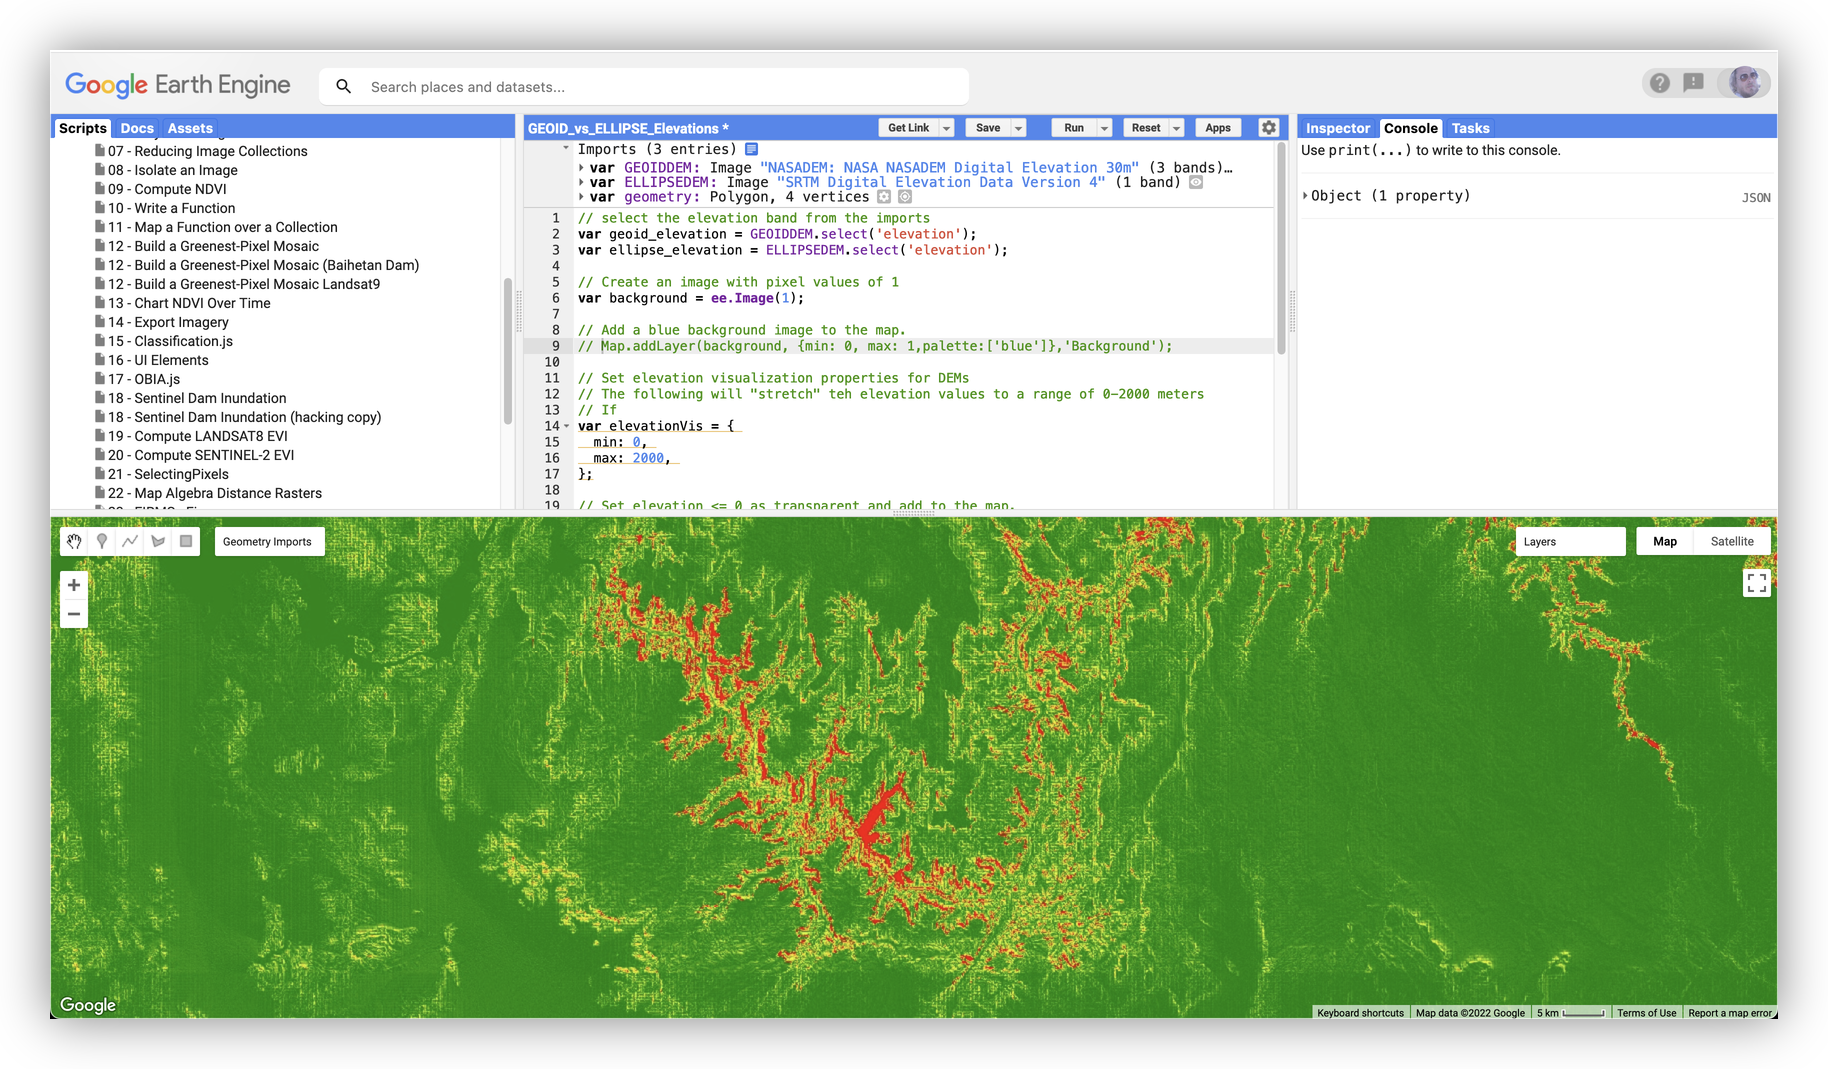 Google Earth Engine
Search places and datasets...
Scripts
Docs
Assets
07 - Reducing Image Collections
08 - Isolate an Image
09 - Compute NDVI
10 - Write a Function
11 - Map a Function over a Collection
12 - Build a Greenest-Pixel Mosaic
12 - Build a Greenest-Pixel Mosaic (Baihetan Dam)
12 - Build a Greenest-Pixel Mosaic Landsat9
13 - Chart NDVI Over Time
14 - Export Imagery
15 - Classification.js
16 - UI Elements
17 - OBIA.js
18 - Sentinel Dam Inundation
18 - Sentinel Dam Inundation (hacking copy)
19 - Compute LANDSAT8 EVI
20 - Compute SENTINEL-2 EVI
21 - SelectingPixels
22 - Map Algebra Distance Rasters
GEOID_vs_ELLIPSE_Elevations *
Get Link
Save
Run
Reset
Apps
Imports (3 entries)
var GEOIDDEM: Image "NASADEM: NASA NASADEM Digital Elevation 30m" (3 bands)…
var ELLIPSEDEM: Image "SRTM Digital Elevation Data Version 4" (1 band)
var geometry: Polygon, 4 vertices
1 // select the elevation band from the imports
2 var geoid_elevation = GEOIDDEM.select('elevation');
3 var ellipse_elevation = ELLIPSEDEM.select('elevation');
4
5 // Create an image with pixel values of 1
6 var background = ee.Image(1);
7
8 // Add a blue background image to the map.
9 // Map.addLayer(background, {min: 0, max: 1,palette:['blue']},'Background');
10
11 // Set elevation visualization properties for DEMs
12 // The following will "stretch" teh elevation values to a range of 0-2000 meters
13 // If
14 var elevationVis = {
15 min: 0,
16 max: 2000,
17 };
18
19 // Set elevation <= 0 as transparent and add to the map.
Inspector
Console
Tasks
Use print(...) to write to this console.
Object (1 property)
JSON
Geometry Imports
Layers
Map
Satellite
Google
Keyboard shortcuts
Map data ©2022 Google
5 km
Terms of Use
Report a map error